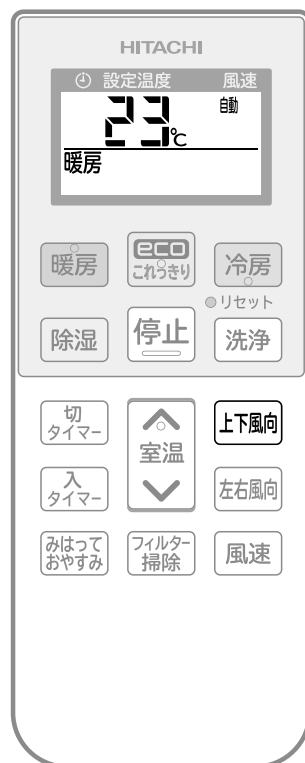 HITACHI
設定温度 風速
23℃ 自動
暖房
暖房 eco これっきり 冷房
リセット
除湿 停止 洗浄
切タイマー 室温 上下風向
入タイマー 左右風向
みはっておやすみ フィルター掃除 風速